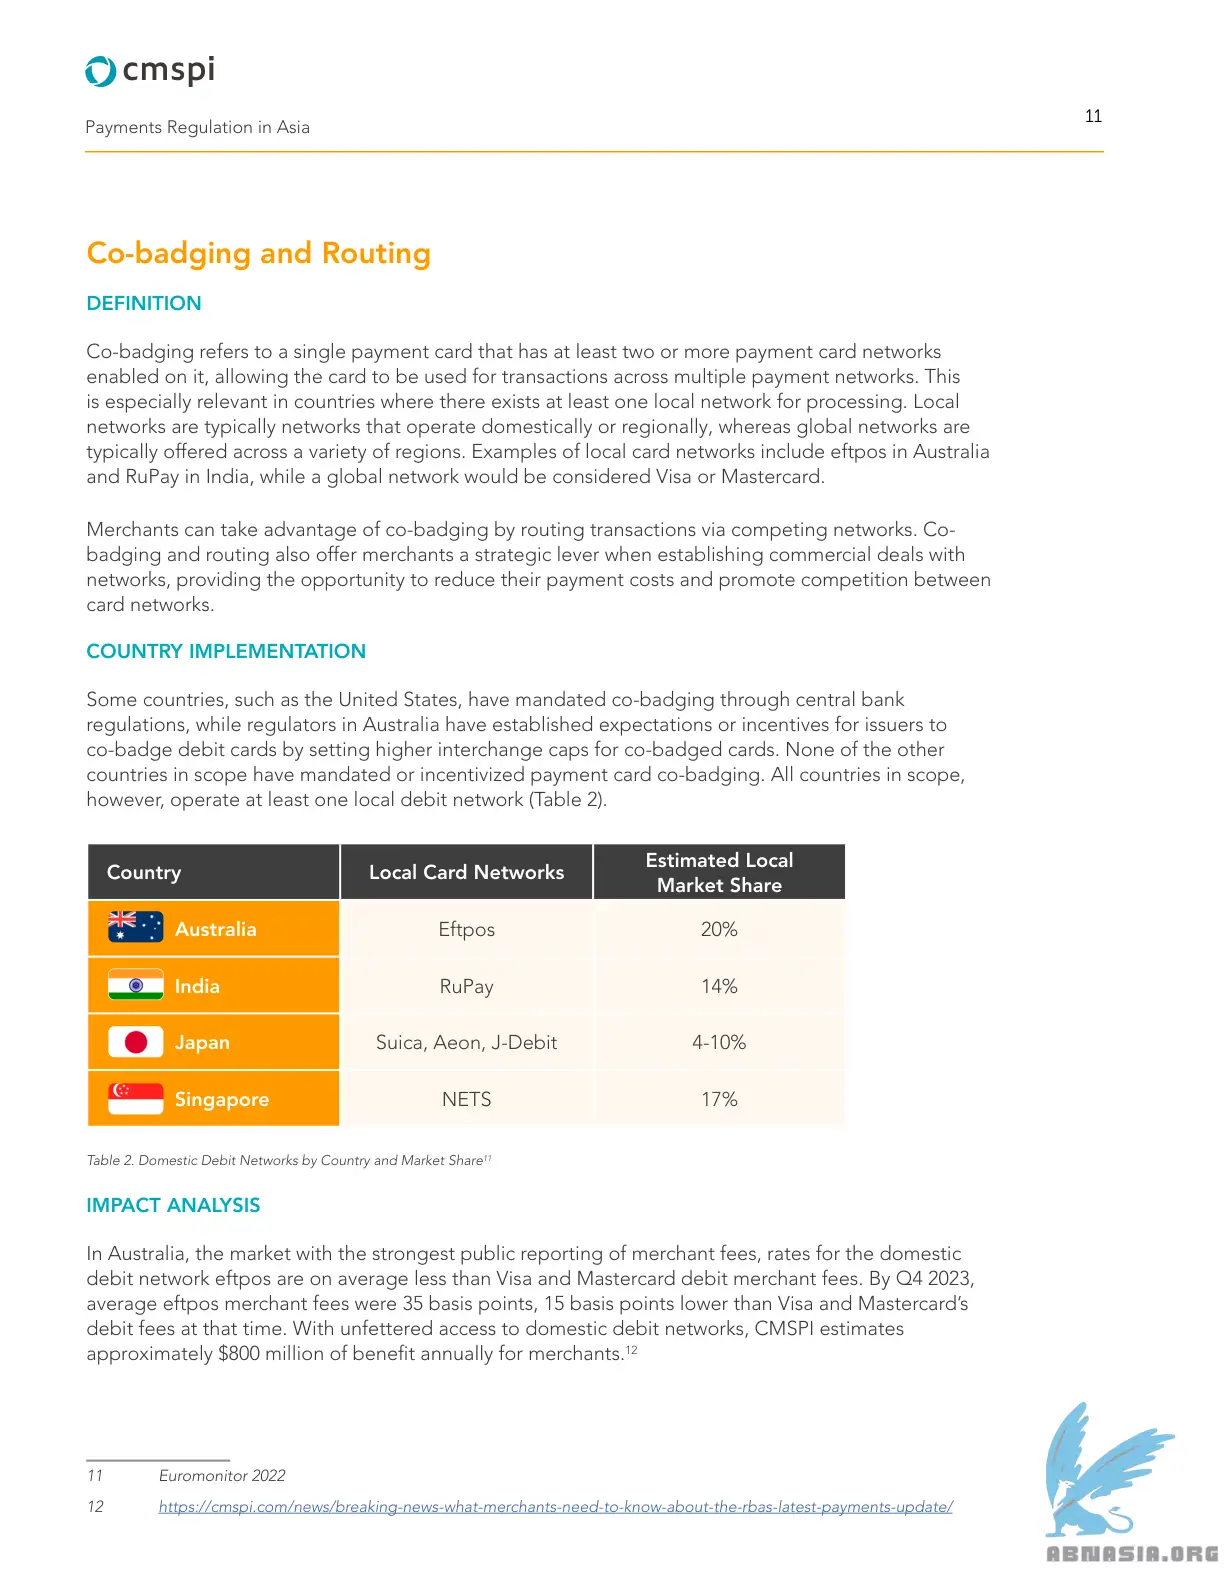 cmspi
Payments Regulation in Asia
11
Co-badging and Routing
DEFINITION
Co-badging refers to a single payment card that has at least two or more payment card networks
enabled on it, allowing the card to be used for transactions across multiple payment networks. This
is especially relevant in countries where there exists at least one local network for processing. Local
networks are typically networks that operate domestically or regionally, whereas global networks are
typically offered across a variety of regions. Examples of local card networks include eftpos in Australia
and RuPay in India, while a global network would be considered Visa or Mastercard.
Merchants can take advantage of co-badging by routing transactions via competing networks. Co-
badging and routing also offer merchants a strategic lever when establishing commercial deals with
networks, providing the opportunity to reduce their payment costs and promote competition between
card networks.
COUNTRY IMPLEMENTATION
Some countries, such as the United States, have mandated co-badging through central bank
regulations, while regulators in Australia have established expectations or incentives for issuers to
co-badge debit cards by setting higher interchange caps for co-badged cards. None of the other
countries in scope have mandated or incentivized payment card co-badging. All countries in scope,
however, operate at least one local debit network (Table 2).
Country Local Card Networks Estimated Local
Market Share
Australia Eftpos 20%
India RuPay 14%
Japan Suica, Aeon, J-Debit 4-10%
Singapore NETS 17%
Table 2. Domestic Debit Networks by Country and Market Share11
IMPACT ANALYSIS
In Australia, the market with the strongest public reporting of merchant fees, rates for the domestic
debit network eftpos are on average less than Visa and Mastercard debit merchant fees. By Q4 2023,
average eftpos merchant fees were 35 basis points, 15 basis points lower than Visa and Mastercard's
debit fees at that time. With unfettered access to domestic debit networks, CMSPI estimates
approximately $800 million of benefit annually for merchants.12
11 Euromonitor 2022
12 https://cmspi.com/news/breaking-news-what-merchants-need-to-know-about-the-rbas-latest-payments-update/
ABNASIA.ORG